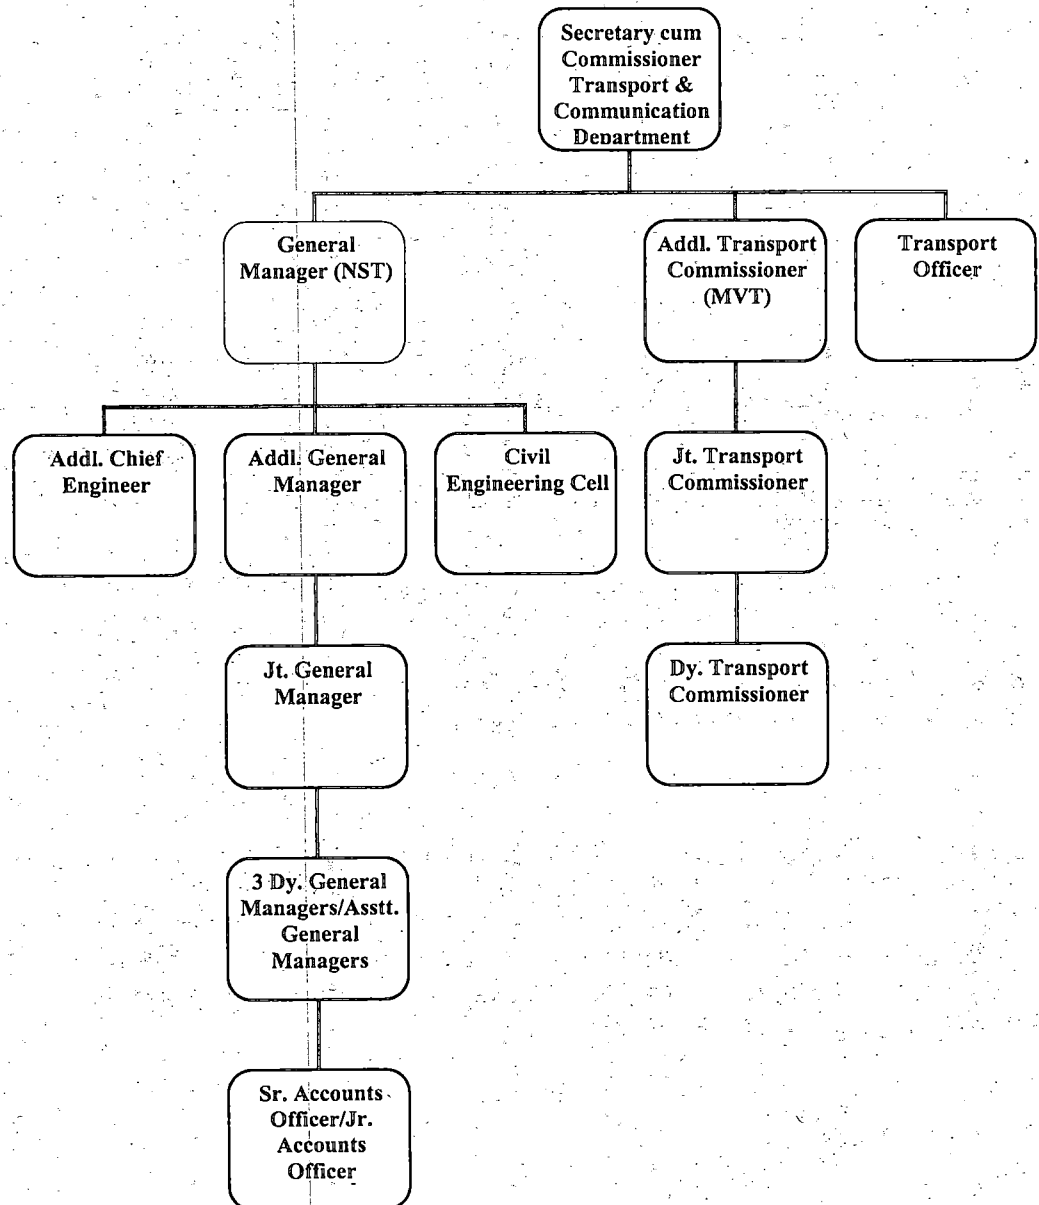 Secretary cum
Commissioner
Transport &
Communication
Department
General
Manager (NST)
Addl. Transport
Commissioner
(MVT)
Transport
Officer
Addl. Chief
Engineer
Addl. General
Manager
Civil
Engineering Cell
Jt. Transport
Commissioner
Jt. General
Manager
Dy. Transport
Commissioner
3 Dy. General
Managers/Asstt.
General
Managers
Sr. Accounts
Officer/Jr.
Accounts
Officer